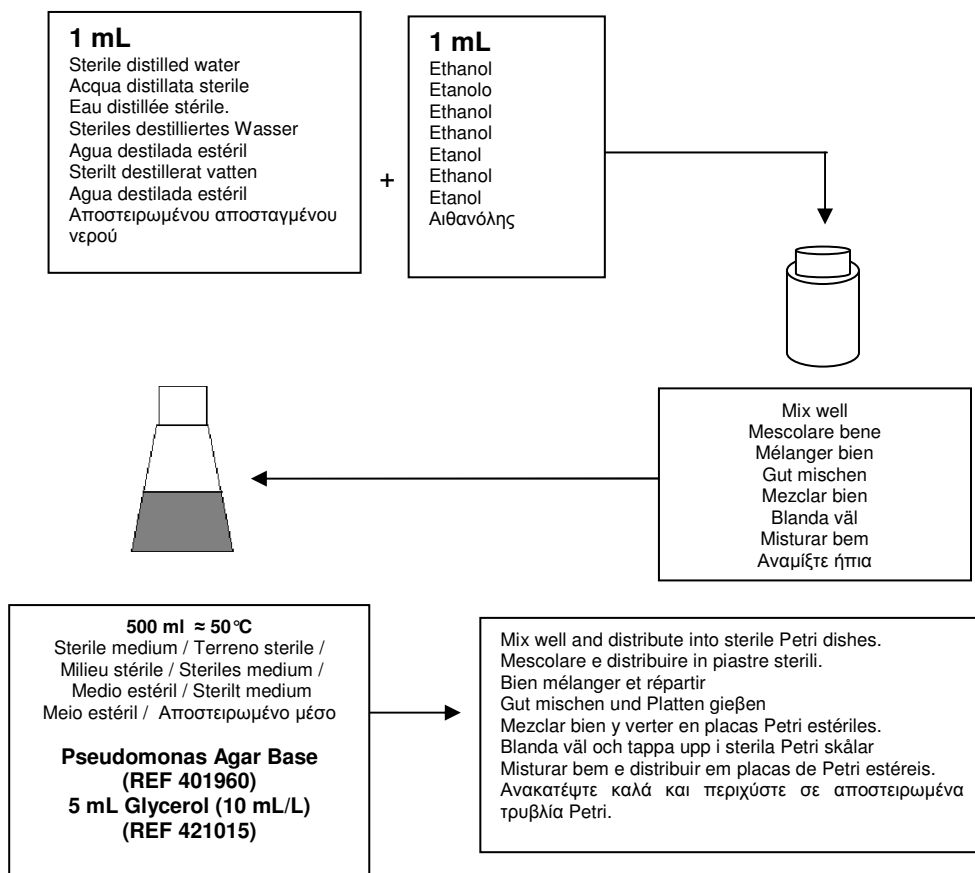 1 mL
Sterile distilled water
Acqua distillata sterile
Eau distillée stérile.
Steriles destilliertes Wasser
Agua destilada estéril
Sterilt destillerat vatten
Agua destilada estéril
Αποστειρωμένου αποσταγμένου
νερού
+
1 mL
Ethanol
Etanolo
Ethanol
Ethanol
Etanol
Ethanol
Etanol
Αιθανόλης
Mix well
Mescolare bene
Mélanger bien
Gut mischen
Mezclar bien
Blanda väl
Misturar bem
Αναμίξτε ήπια
500 ml ≈ 50°C
Sterile medium / Terreno sterile /
Milieu stérile / Steriles medium /
Medio estéril / Sterilt medium
Meio estéril / Αποστειρωμένο μέσο
Pseudomonas Agar Base
(REF 401960)
5 mL Glycerol (10 mL/L)
(REF 421015)
Mix well and distribute into sterile Petri dishes.
Mescolare e distribuire in piastre sterili.
Bien mélanger et répartir
Gut mischen und Platten gieβen
Mezclar bien y verter en placas Petri estériles.
Blanda väl och tappa upp i sterila Petri skålar
Misturar bem e distribuir em placas de Petri estéreis.
Ανακατέψτε καλά και περιχύστε σε αποστειρωμένα
τρυβλία Petri.